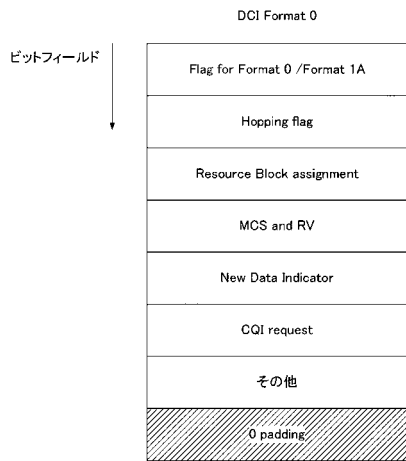 DCI Format 0
ビットフィールド
Flag for Format 0 /Format 1A
Hopping flag
Resource Block assignment
MCS and RV
New Data Indicator
CQI request
その他
0 padding